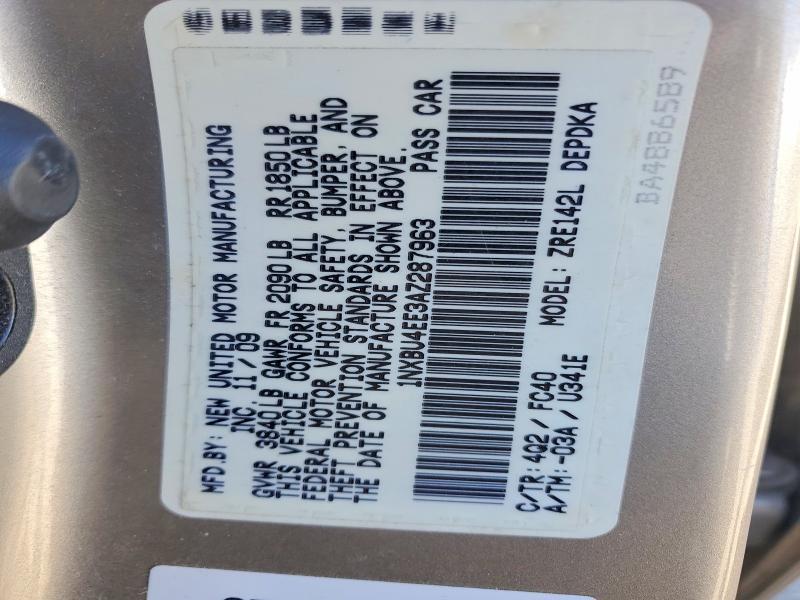 MFD.BY: NEW UNITED MOTOR MANUFACTURING
INC. 11/09
GVWR 3840LB GAWR FR 2090LB RR 1850LB
THIS VEHICLE CONFORMS TO ALL APPLICABLE
FEDERAL MOTOR VEHICLE SAFETY, BUMPER, AND
THEFT PREVENTION STANDARDS IN EFFECT ON
THE DATE OF MANUFACTURE SHOWN ABOVE.
1NXBU4EE3AZ287963 PASS CAR
C/TR: 4Q2/FC40 MODEL: ZRE142L DEPDKA
A/TM: -03A/U341E
BA4BB65B9